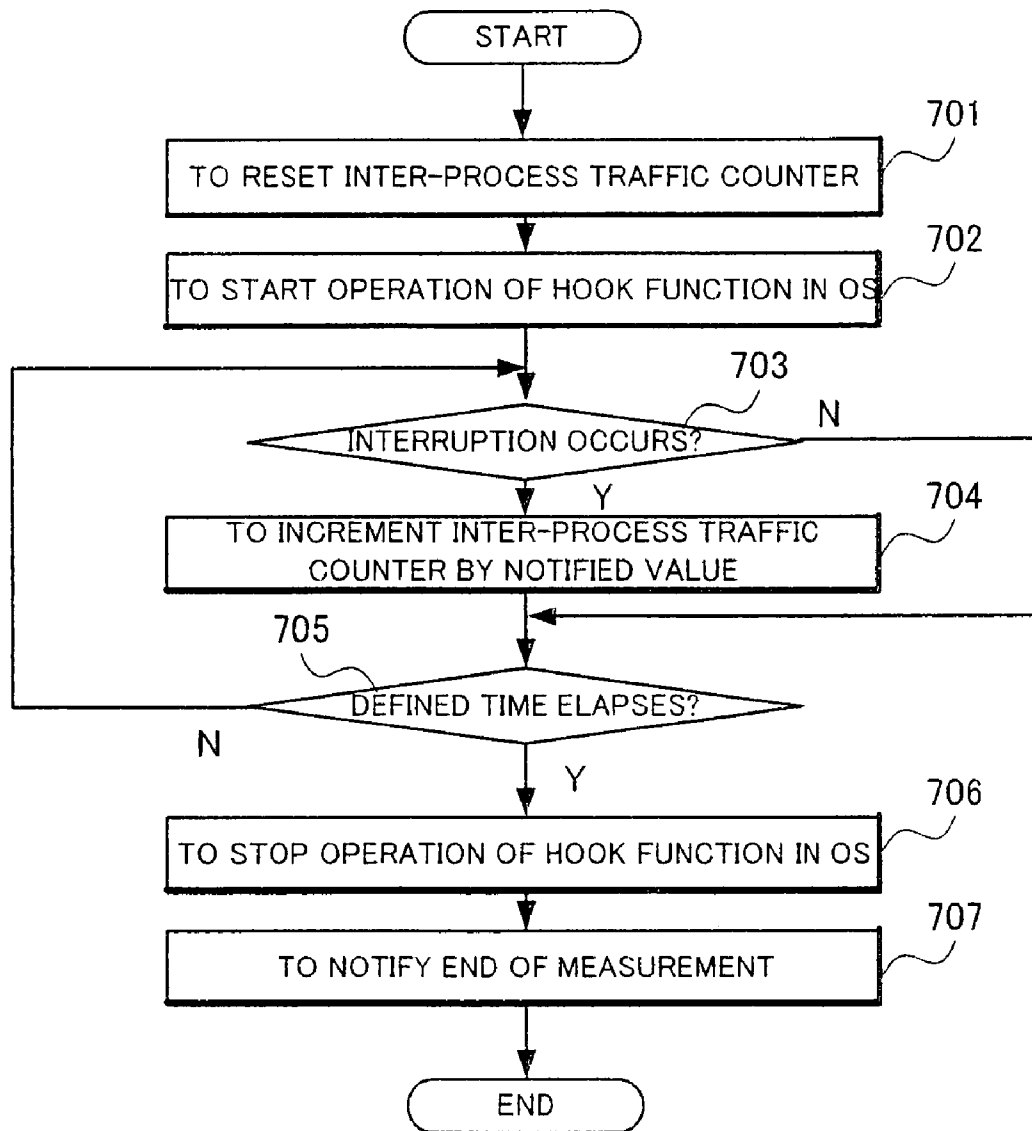 START
701
TO RESET INTER-PROCESS TRAFFIC COUNTER
702
TO START OPERATION OF HOOK FUNCTION IN OS
703
INTERRUPTION OCCURS?
N
Y
704
TO INCREMENT INTER-PROCESS TRAFFIC
COUNTER BY NOTIFIED VALUE
705
DEFINED TIME ELAPSES?
N
Y
706
TO STOP OPERATION OF HOOK FUNCTION IN OS
707
TO NOTIFY END OF MEASUREMENT
END